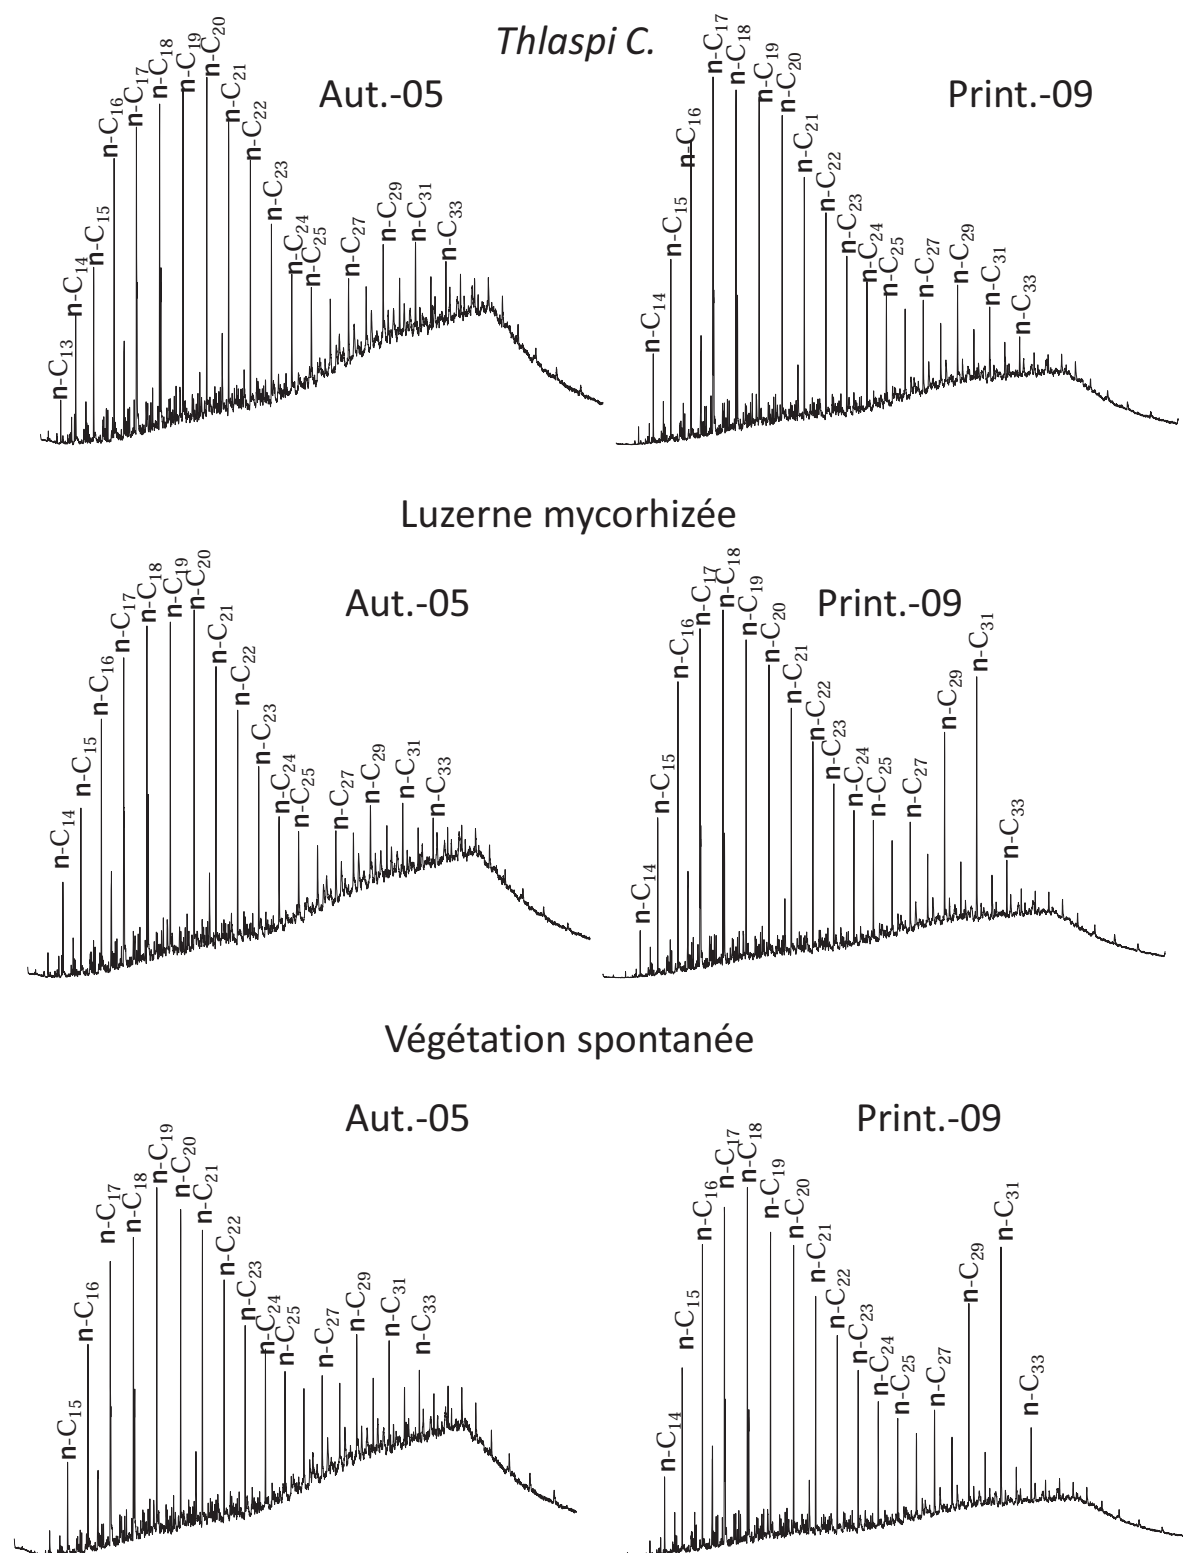 Thlaspi C.
Aut.-05
n-C13
n-C14
n-C15
n-C16
n-C17
n-C18
n-C19
n-C20
n-C21
n-C22
n-C23
n-C24
n-C25
n-C27
n-C29
n-C31
n-C33
Print.-09
n-C14
n-C15
n-C16
n-C17
n-C18
n-C19
n-C20
n-C21
n-C22
n-C23
n-C24
n-C25
n-C27
n-C29
n-C31
n-C33
Luzerne mycorhizée
Aut.-05
n-C14
n-C15
n-C16
n-C17
n-C18
n-C19
n-C20
n-C21
n-C22
n-C23
n-C24
n-C25
n-C27
n-C29
n-C31
n-C33
Print.-09
n-C14
n-C15
n-C16
n-C17
n-C18
n-C19
n-C20
n-C21
n-C22
n-C23
n-C24
n-C25
n-C27
n-C29
n-C31
n-C33
Végétation spontanée
Aut.-05
n-C15
n-C16
n-C17
n-C18
n-C19
n-C20
n-C21
n-C22
n-C23
n-C24
n-C25
n-C27
n-C29
n-C31
n-C33
Print.-09
n-C14
n-C15
n-C16
n-C17
n-C18
n-C19
n-C20
n-C21
n-C22
n-C23
n-C24
n-C25
n-C27
n-C29
n-C31
n-C33